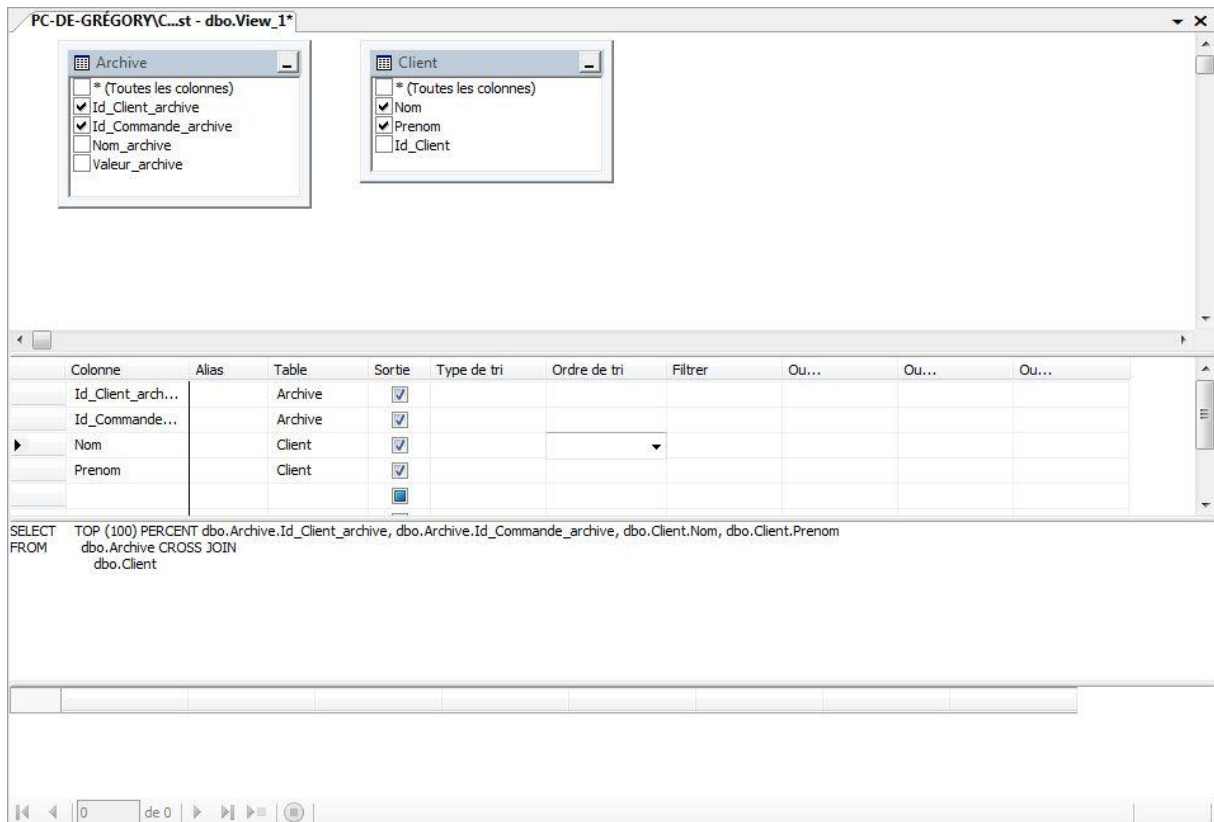 PC-DE-GRÉGORY\C...st - dbo.View_1*
Archive
* (Toutes les colonnes)
Id_Client_archive
Id_Commande_archive
Nom_archive
Valeur_archive
Client
* (Toutes les colonnes)
Nom
Prenom
Id_Client
Colonne Alias Table Sortie Type de tri Ordre de tri Filtrer Ou... Ou... Ou...
Id_Client_arch... Archive
Id_Commande... Archive
Nom Client
Prenom Client
SELECT TOP (100) PERCENT dbo.Archive.Id_Client_archive, dbo.Archive.Id_Commande_archive, dbo.Client.Nom, dbo.Client.Prenom
FROM dbo.Archive CROSS JOIN
dbo.Client
0 de 0